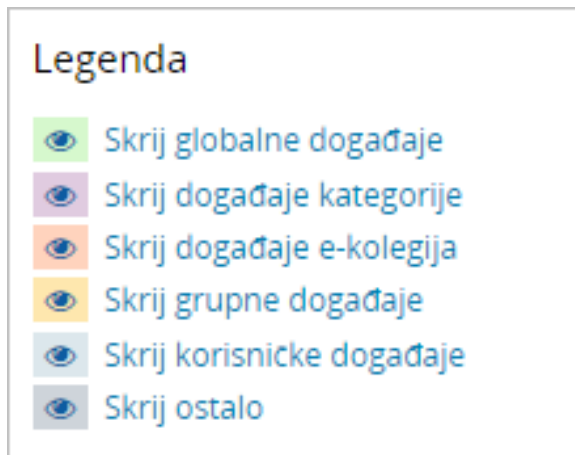 Legenda
Skrij globalne događaje
Skrij događaje kategorije
Skrij događaje e-kolegija
Skrij grupne događaje
Skrij korisničke događaje
Skrij ostalo